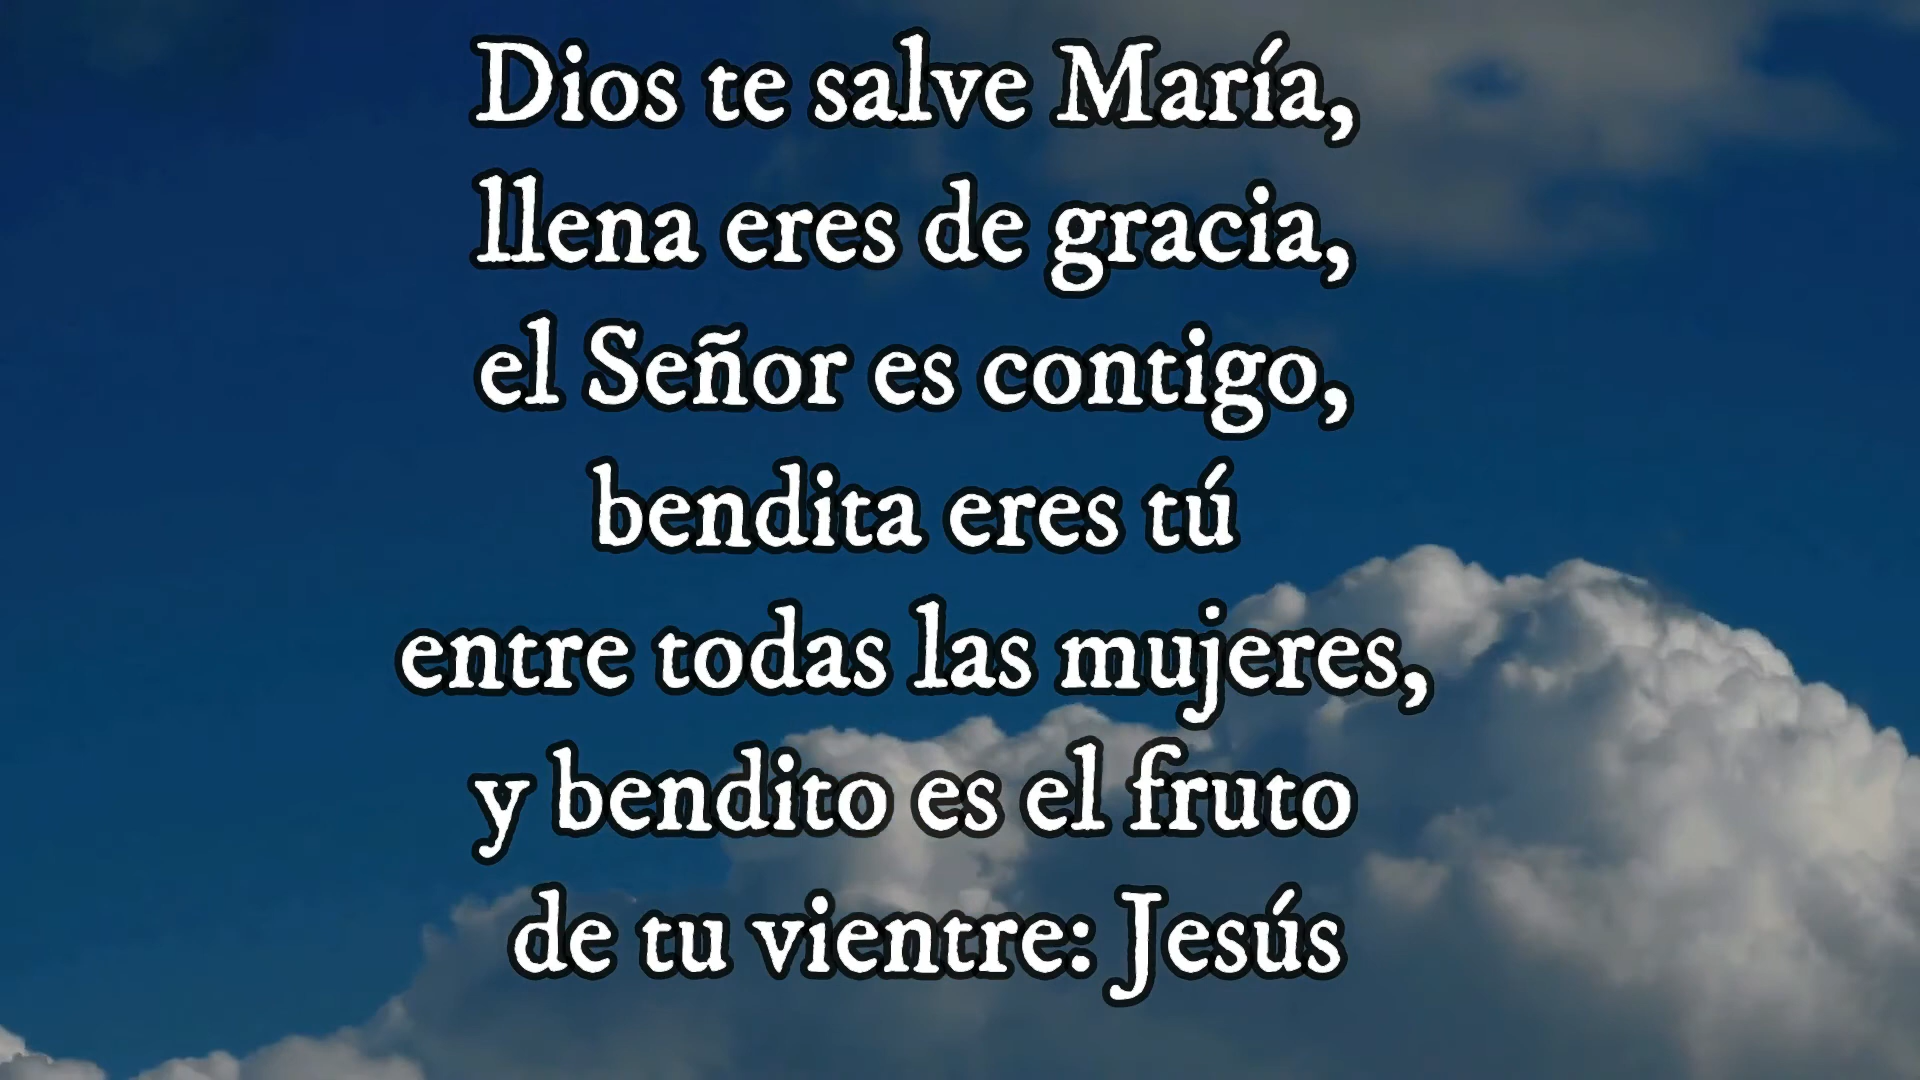 Dios te salve María,
llena eres de gracia,
el Señor es contigo,
bendita eres tú
entre todas las mujeres,
y bendito es el fruto
de tu vientre: Jesús